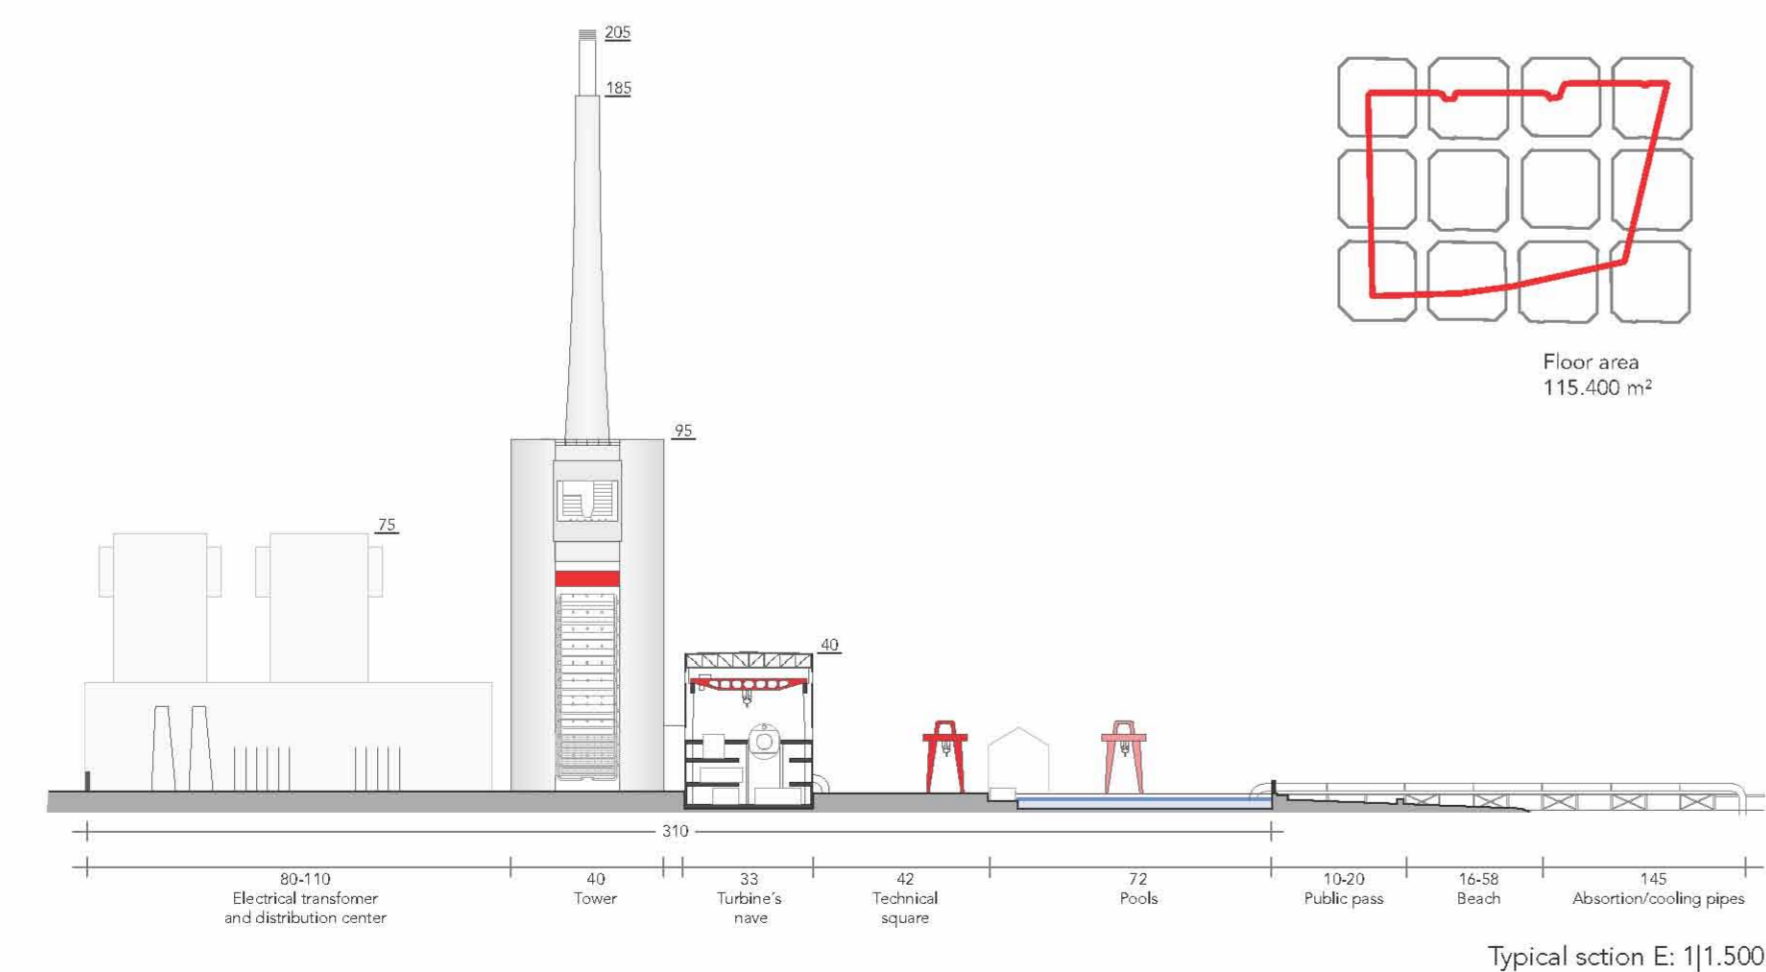 205
185
95
75
40
Floor area
115.400 m²
310
80-110
Electrical transfomer
and distribution center
40
Tower
33
Turbine's
nave
42
Technical
square
72
Pools
10-20
Public pass
16-58
Beach
145
Absortion/cooling pipes
Typical sction E: 1|1.500